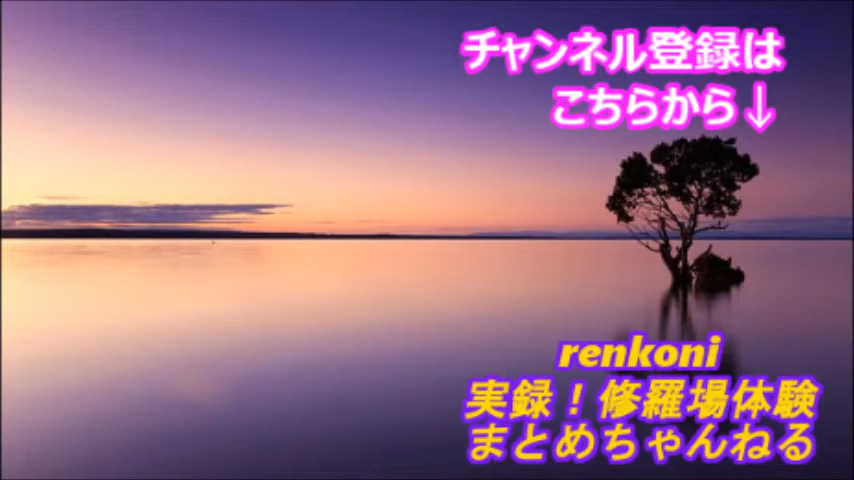 チャンネル登録は
こちらから↓
renkoni
実録！修羅場体験
まとめちゃんねる